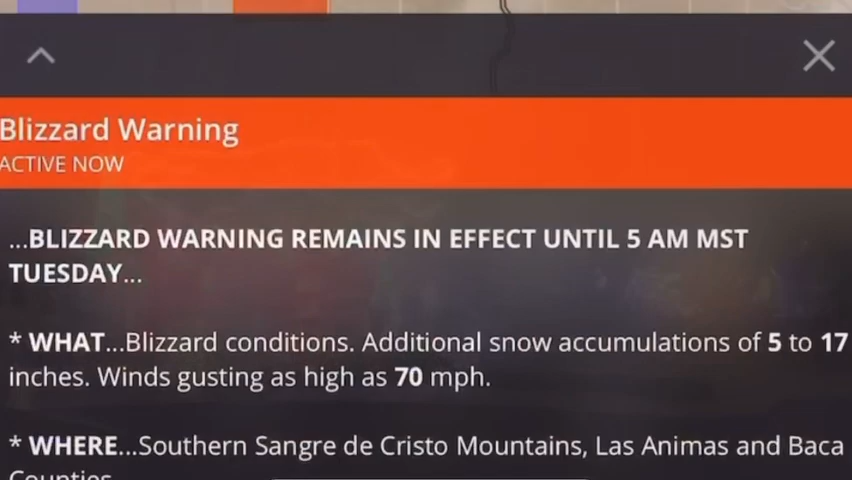 Blizzard Warning
ACTIVE NOW
...BLIZZARD WARNING REMAINS IN EFFECT UNTIL 5 AM MST
TUESDAY...
* WHAT...Blizzard conditions. Additional snow accumulations of 5 to 17
inches. Winds gusting as high as 70 mph.
* WHERE...Southern Sangre de Cristo Mountains, Las Animas and Baca
Counties